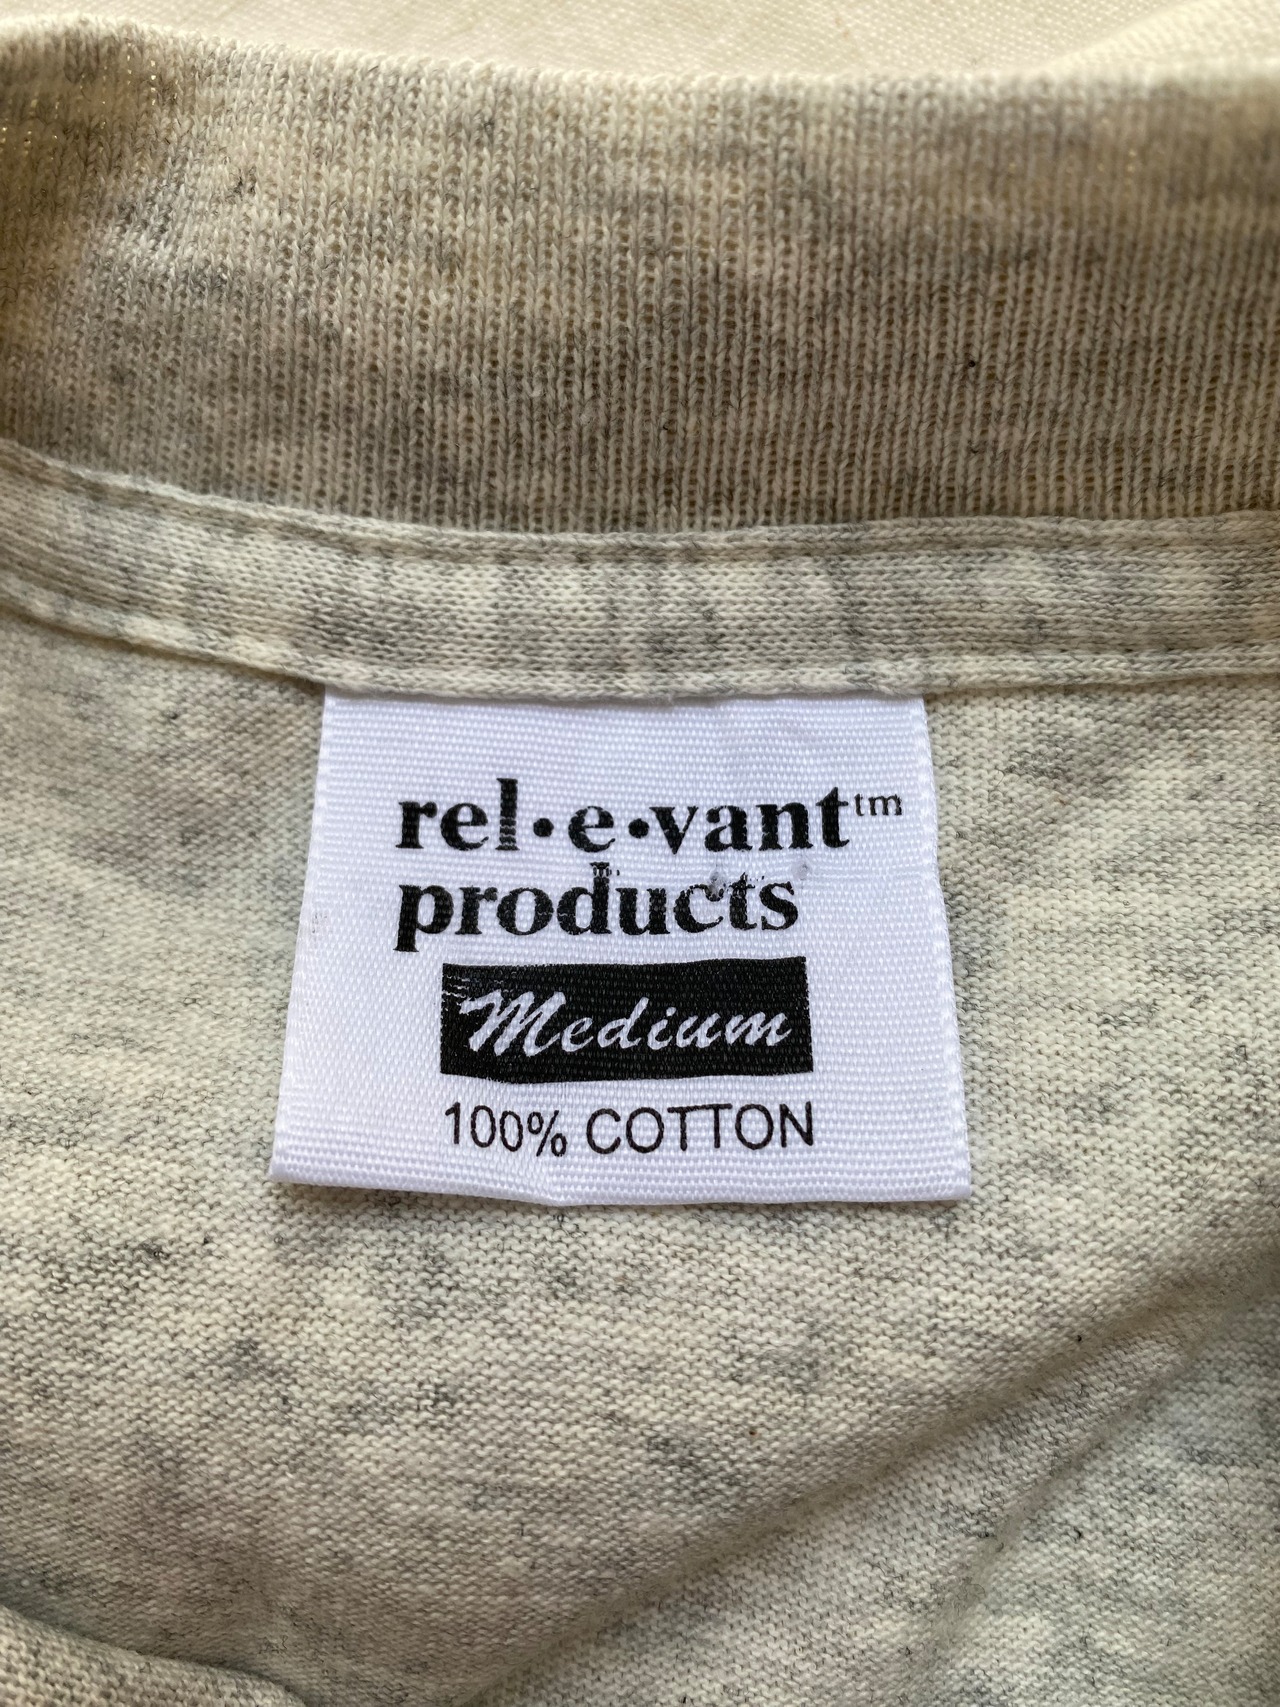 rel·e·vant™
products
Medium
100% COTTON